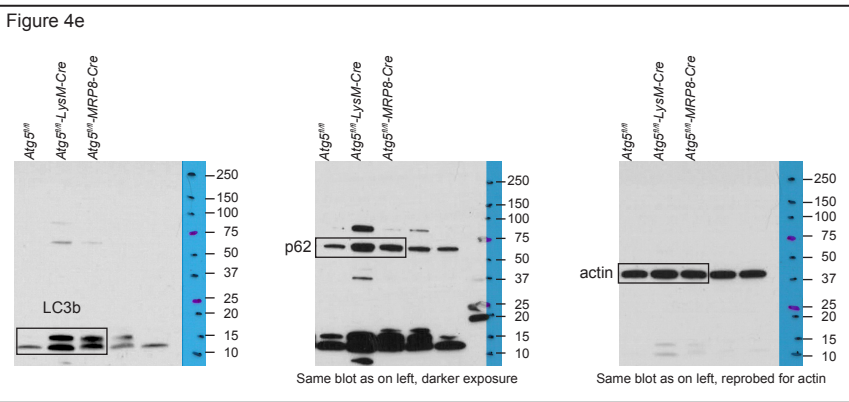 Figure 4e
Atg5fl/fl
Atg5fl/fl-LysM-Cre
Atg5fl/fl-MRP8-Cre
250
150
100
75
50
37
25
20
15
10
LC3b
Atg5fl/fl
Atg5fl/fl-LysM-Cre
Atg5fl/fl-MRP8-Cre
p62
250
150
100
75
50
37
25
20
15
10
Same blot as on left, darker exposure
Atg5fl/fl
Atg5fl/fl-LysM-Cre
Atg5fl/fl-MRP8-Cre
actin
250
150
100
75
50
37
25
20
15
10
Same blot as on left, reprobed for actin